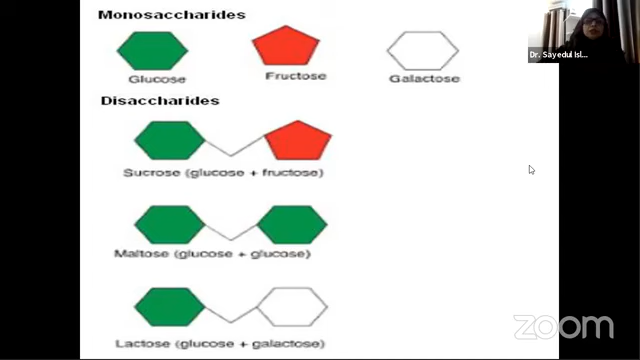 Monosaccharides
Glucose
Fructose
Galactose
Dr. Sayedul Isl...
Disaccharides
Sucrose (glucose + fructose)
Maltose (glucose + glucose)
Lactose (glucose + galactose)
zoom